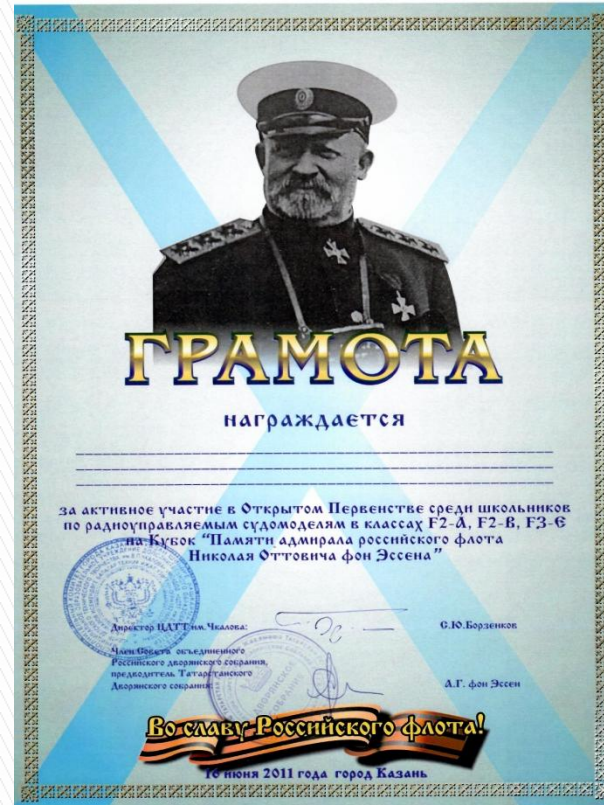 ГРАМОТА
НАГРАЖДАЕТСЯ
за активное участие в Открытом Первенстве среди школьников
по радиоуправляемым судомоделям в классах F2-A, F2-B, F3-E
на Кубок "Памяти адмирала российского флота
Николая Оттовича фон Эссена"
Директор ЦДТТ им. Чкалова: С.Ю.Борзенков
Член Совета объединенного
Российского дворянского собрания,
предводитель Татарстанского
Дворянского собрания: А.Г. фон Эссен
Во славу Российского флота!
16 июня 2011 года город Казань